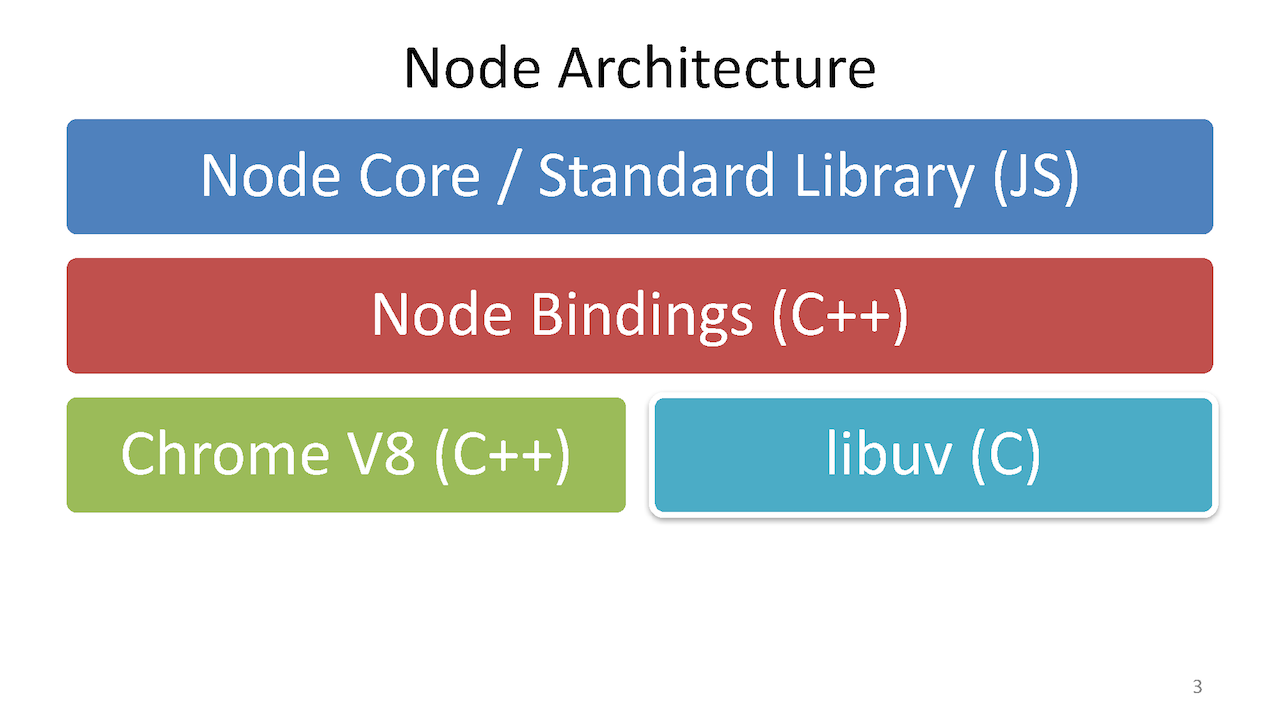 Node Architecture
Node Core / Standard Library (JS)
Node Bindings (C++)
Chrome V8 (C++)
libuv (C)
3